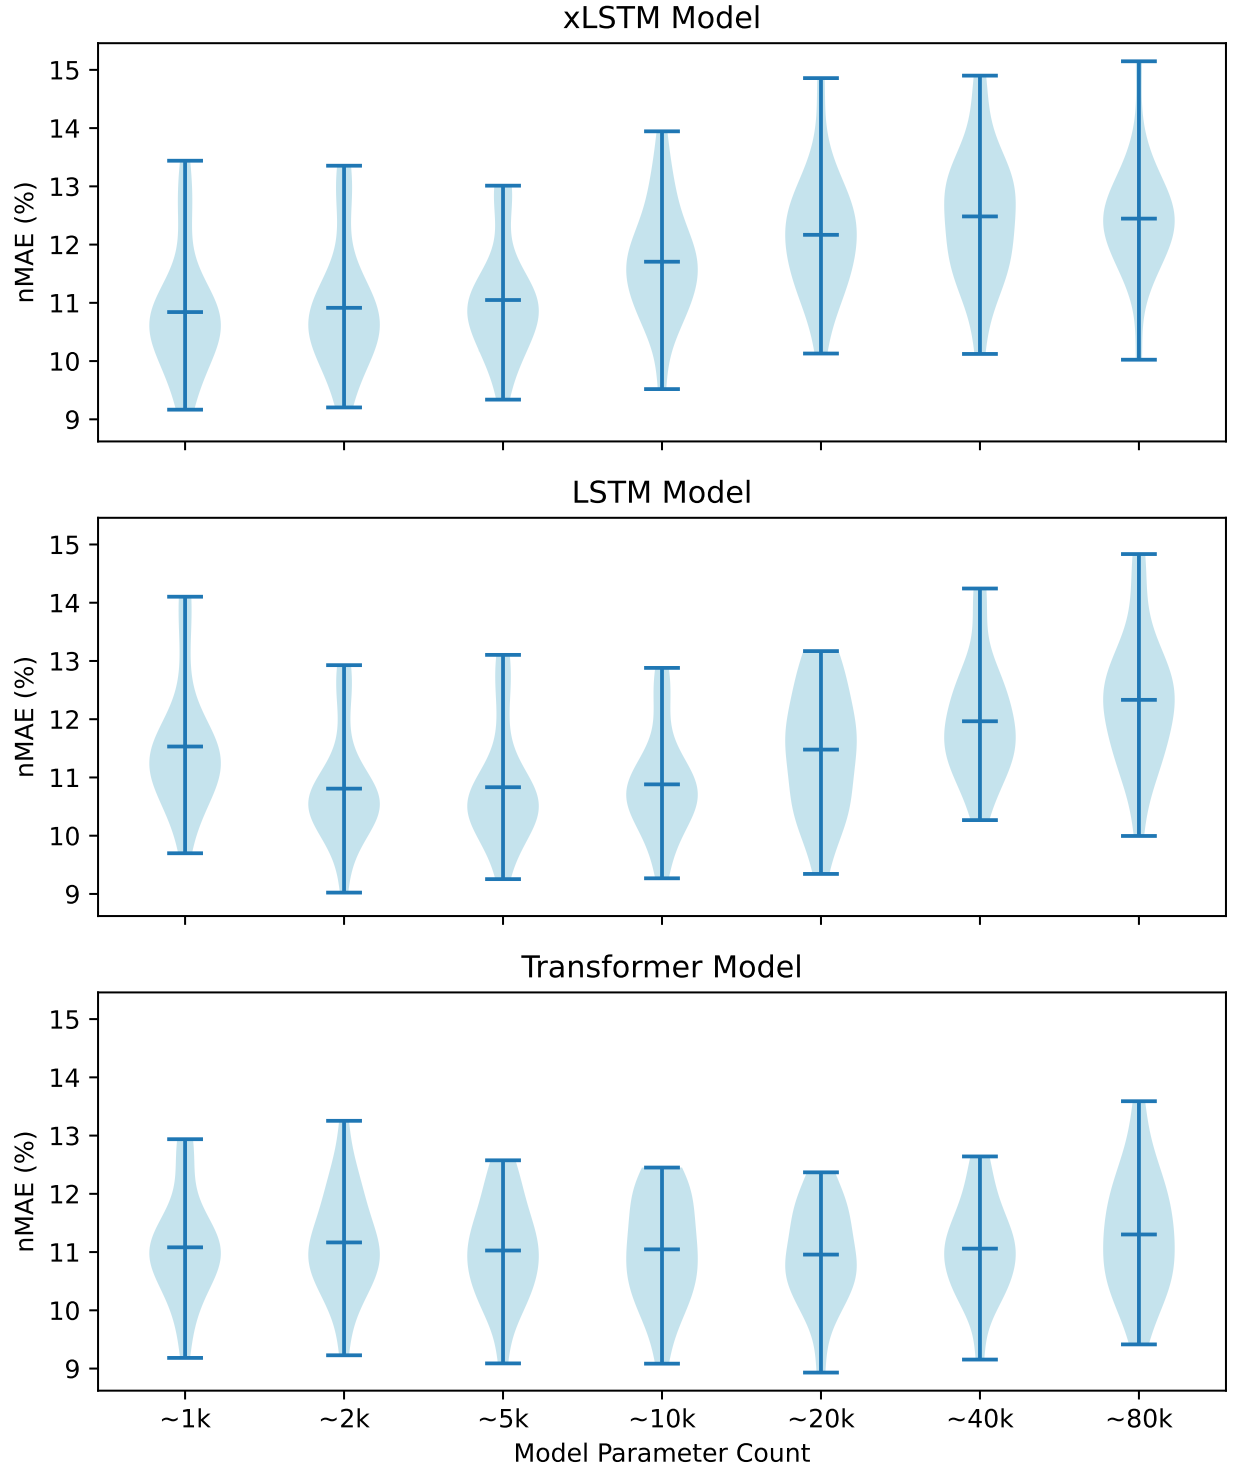 xLSTM Model
15
14
13
12
11
10
9
nMAE (%)
LSTM Model
15
14
13
12
11
10
9
nMAE (%)
Transformer Model
15
14
13
12
11
10
9
nMAE (%)
~1k ~2k ~5k ~10k ~20k ~40k ~80k
Model Parameter Count